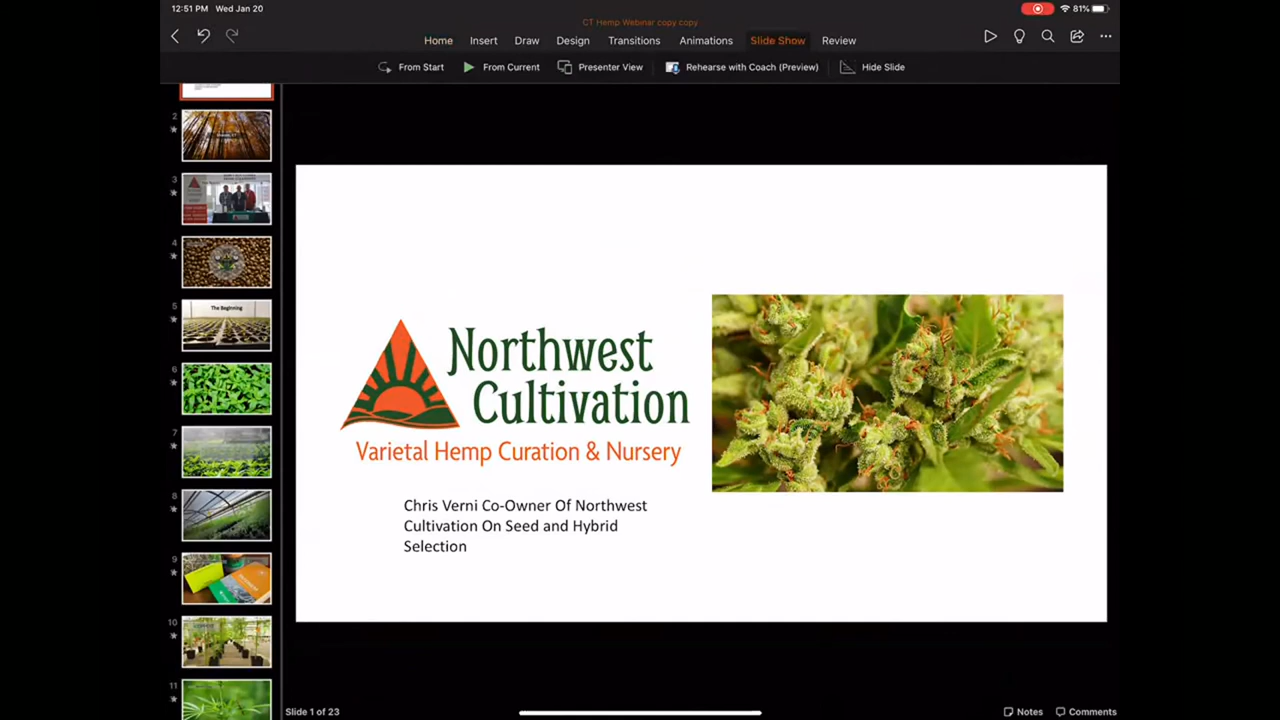 12:51 PM Wed Jan 20
81%
CT Hemp Webinar copy copy
Home Insert Draw Design Transitions Animations Slide Show Review
From Start From Current Presenter View Rehearse with Coach (Preview) Hide Slide
2
3
4
5
The Beginning
6
7
8
9
10
11
Northwest
Cultivation
Varietal Hemp Curation & Nursery
Chris Verni Co-Owner Of Northwest
Cultivation On Seed and Hybrid
Selection
Slide 1 of 23
Notes Comments